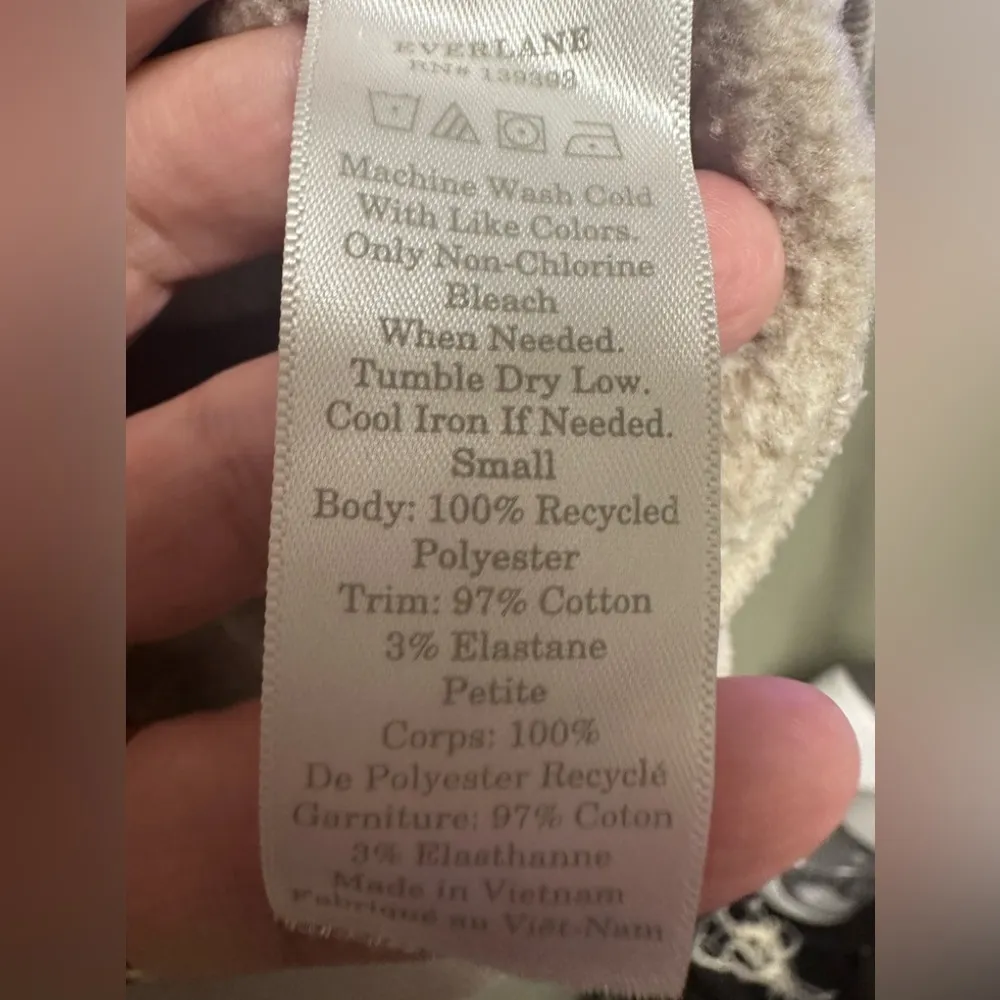 EVERLANE
RN# 139309
Machine Wash Cold
With Like Colors.
Only Non-Chlorine
Bleach
When Needed.
Tumble Dry Low.
Cool Iron If Needed.
Small
Body: 100% Recycled
Polyester
Trim: 97% Cotton
3% Elastane
Petite
Corps: 100%
De Polyester Recyclé
Garniture: 97% Coton
3% Elasthanne
Made in Vietnam
Fabriqué au Viêt-Nam